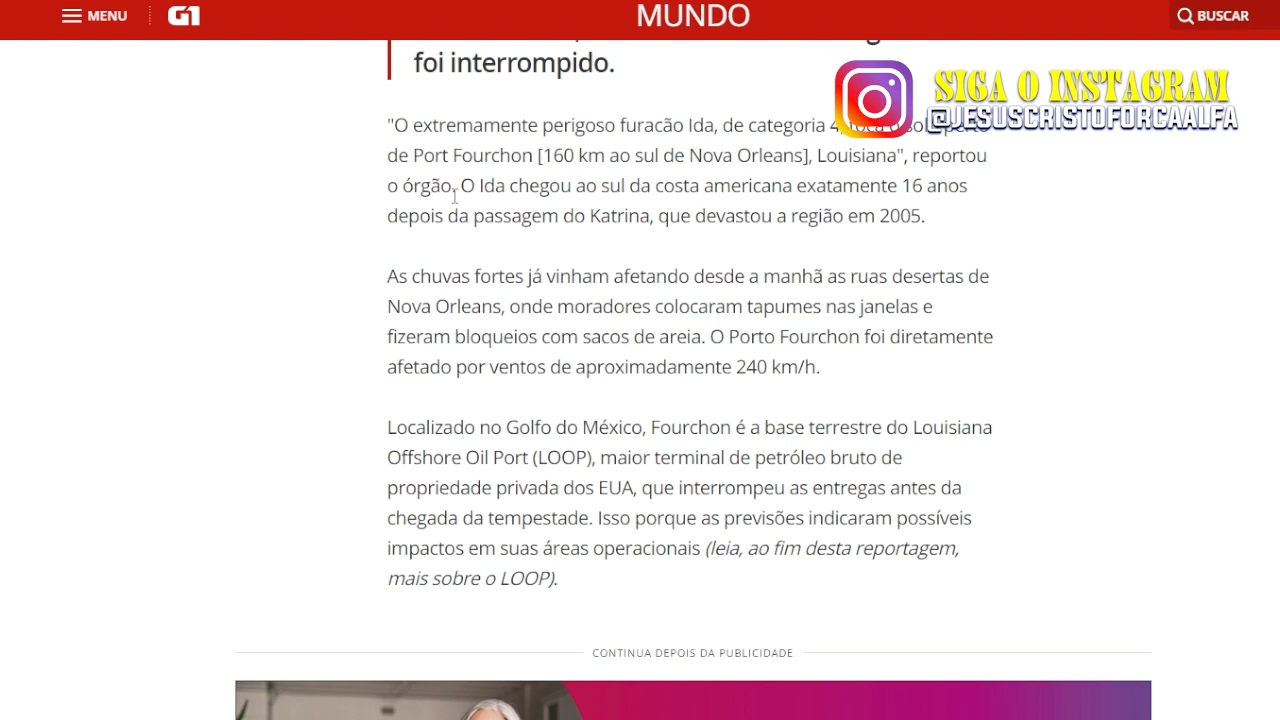 MENU
G1
MUNDO
BUSCAR
foi interrompido.
SIGA O INSTAGRAM
@JESUSCRISTOFORCAALFA
"O extremamente perigoso furacão Ida, de categoria 4, toca o solo perto
de Port Fourchon [160 km ao sul de Nova Orleans], Louisiana", reportou
o órgão. O Ida chegou ao sul da costa americana exatamente 16 anos
depois da passagem do Katrina, que devastou a região em 2005.
As chuvas fortes já vinham afetando desde a manhã as ruas desertas de
Nova Orleans, onde moradores colocaram tapumes nas janelas e
fizeram bloqueios com sacos de areia. O Porto Fourchon foi diretamente
afetado por ventos de aproximadamente 240 km/h.
Localizado no Golfo do México, Fourchon é a base terrestre do Louisiana
Offshore Oil Port (LOOP), maior terminal de petróleo bruto de
propriedade privada dos EUA, que interrompeu as entregas antes da
chegada da tempestade. Isso porque as previsões indicaram possíveis
impactos em suas áreas operacionais (leia, ao fim desta reportagem,
mais sobre o LOOP).
CONTINUA DEPOIS DA PUBLICIDADE